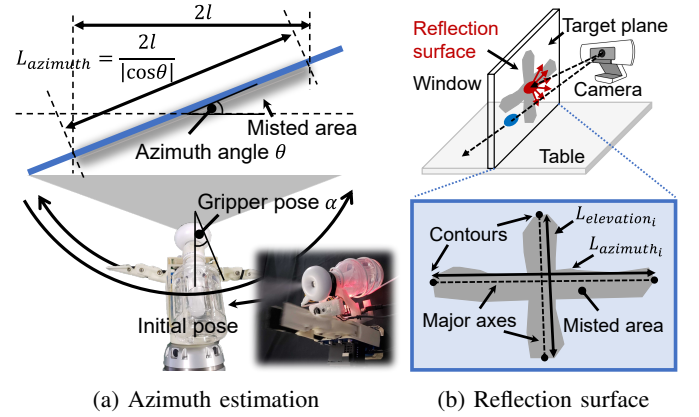 2l
L_azimuth = 2l / |cosθ|
Misted area
Azimuth angle θ
Gripper pose α
Initial pose
(a) Azimuth estimation
Reflection
surface
Target plane
Window
Camera
Table
Contours
L_elevation_i
L_azimuth_i
Major axes
Misted area
(b) Reflection surface